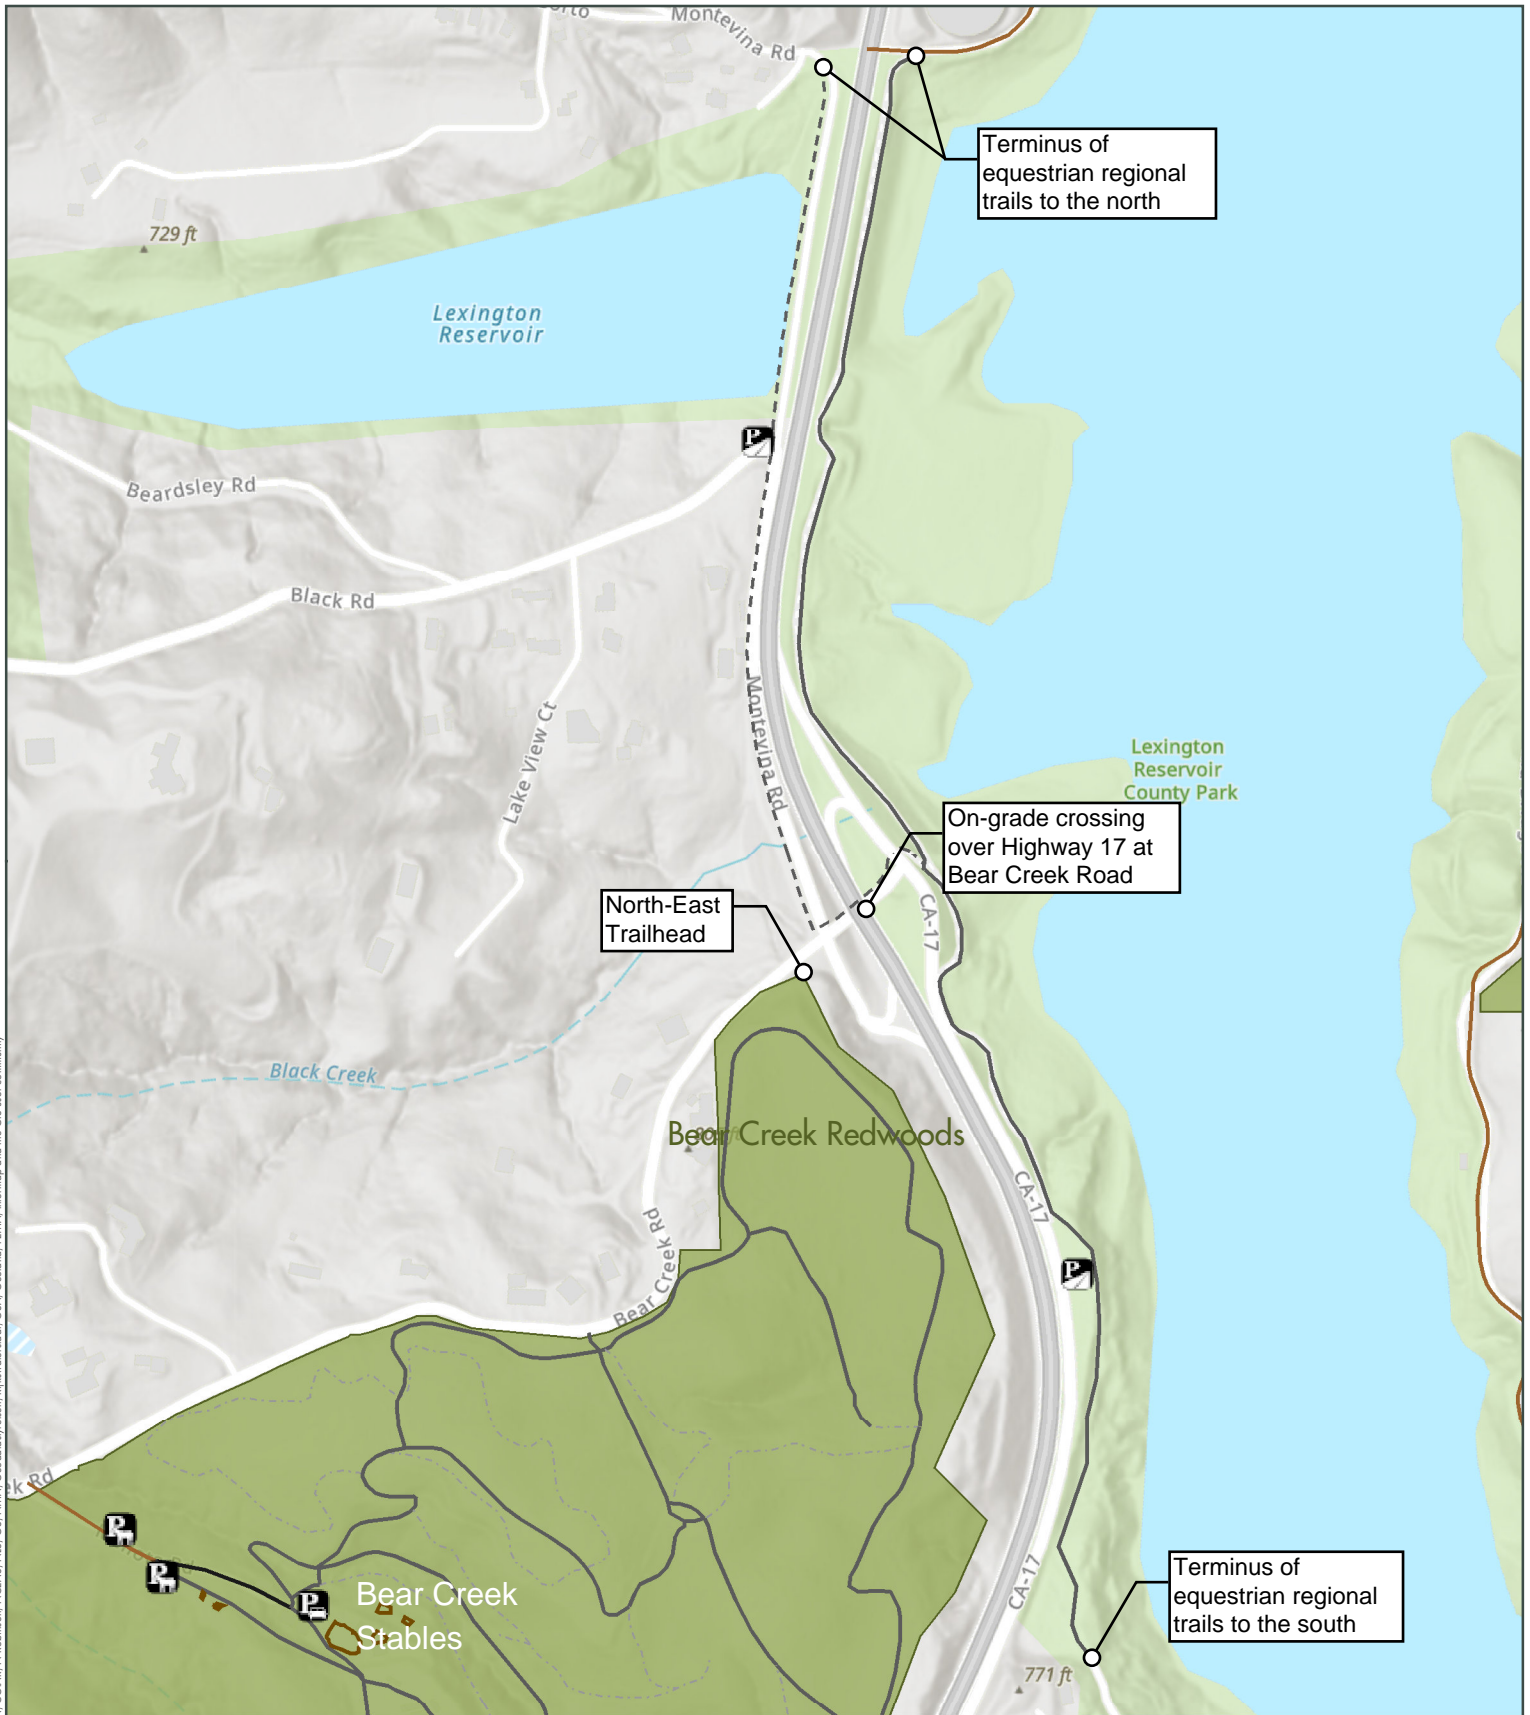 Montevina Rd
Terminus of
equestrian regional
trails to the north
729 ft
Lexington
Reservoir
P
Beardsley Rd
Black Rd
Lake View Ct
Montevina Rd
Lexington
Reservoir
County Park
On-grade crossing
over Highway 17 at
Bear Creek Road
North-East
Trailhead
CA-17
Black Creek
Bear Creek Redwoods
CA-17
Bear Creek Rd
P
ek Rd
P
P
P
Bear Creek
Stables
CA-17
Terminus of
equestrian regional
trails to the south
771 ft